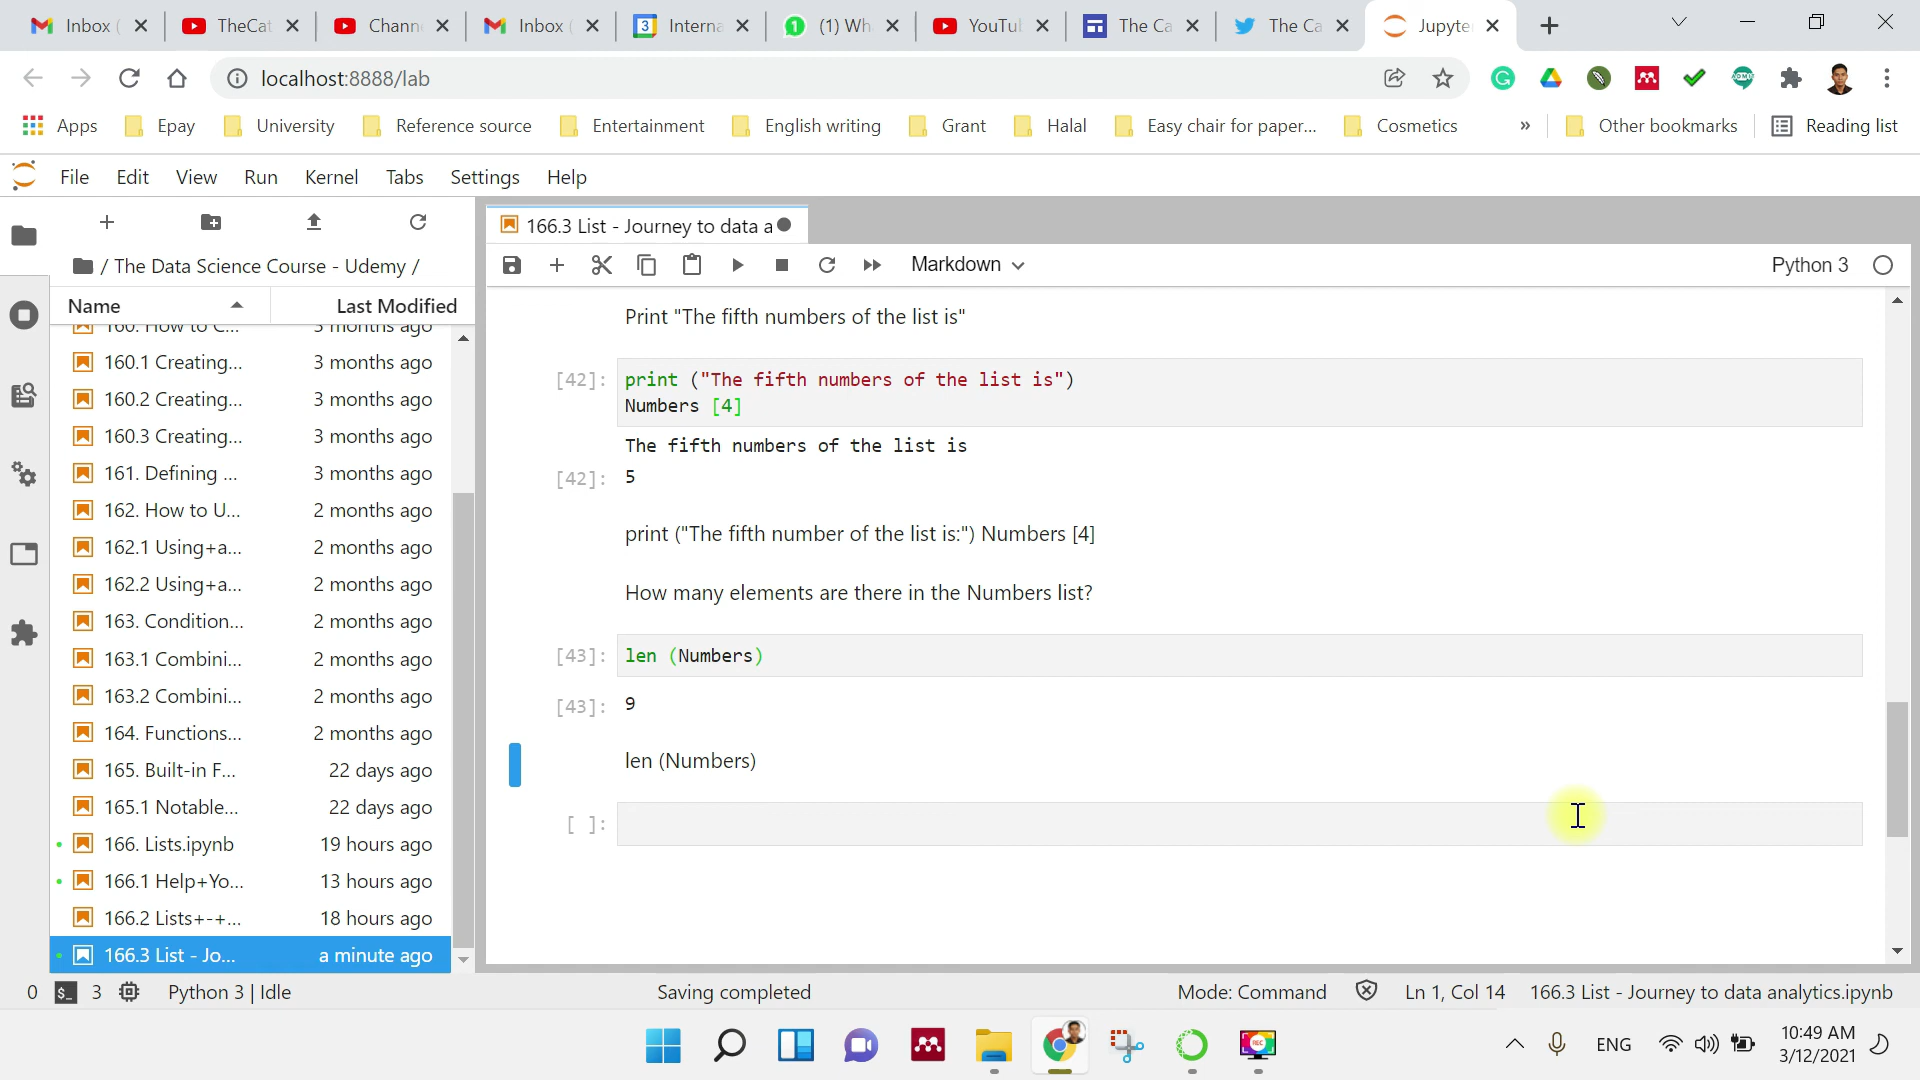 Inbox (
TheCat
Chann
Inbox (
Interna
(1) Wh
YouTu
The Ca
The Ca
Jupyte
localhost:8888/lab
Apps
Epay
University
Reference source
Entertainment
English writing
Grant
Halal
Easy chair for paper...
Cosmetics
»
Other bookmarks
Reading list
File
Edit
View
Run
Kernel
Tabs
Settings
Help
166.3 List - Journey to data a
/ The Data Science Course - Udemy /
Markdown
Python 3
Name
Last Modified
160. How to C... 3 months ago
160.1 Creating... 3 months ago
160.2 Creating... 3 months ago
160.3 Creating... 3 months ago
161. Defining ... 3 months ago
162. How to U... 2 months ago
162.1 Using+a... 2 months ago
162.2 Using+a... 2 months ago
163. Condition... 2 months ago
163.1 Combini... 2 months ago
163.2 Combini... 2 months ago
164. Functions... 2 months ago
165. Built-in F... 22 days ago
165.1 Notable... 22 days ago
166. Lists.ipynb 19 hours ago
166.1 Help+Yo... 13 hours ago
166.2 Lists+-+... 18 hours ago
166.3 List - Jo... a minute ago
Print "The fifth numbers of the list is"
[42]: print ("The fifth numbers of the list is")
Numbers [4]
The fifth numbers of the list is
[42]: 5
print ("The fifth number of the list is:") Numbers [4]
How many elements are there in the Numbers list?
[43]: len (Numbers)
[43]: 9
len (Numbers)
[ ]:
0
3
Python 3 | Idle
Saving completed
Mode: Command
Ln 1, Col 14
166.3 List - Journey to data analytics.ipynb
ENG
10:49 AM
3/12/2021